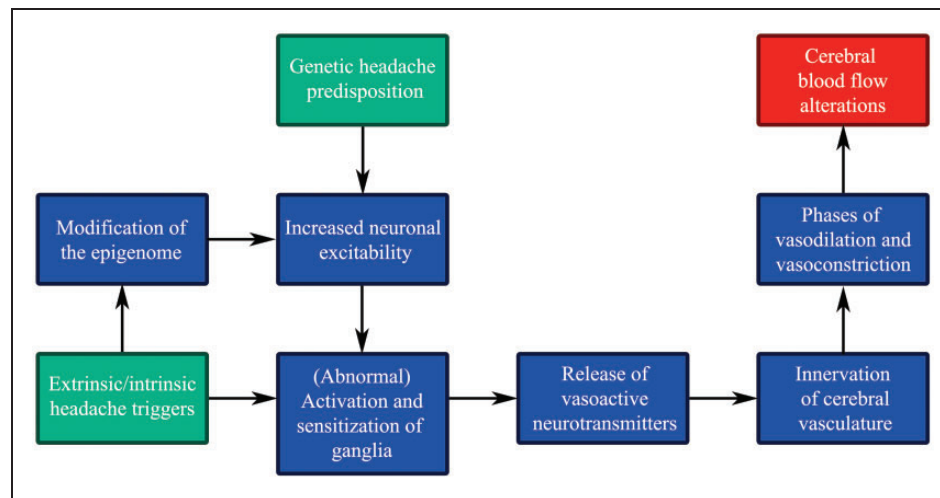 Genetic headache
predisposition
Cerebral
blood flow
alterations
Modification of
the epigenome
Increased neuronal
excitability
Phases of
vasodilation and
vasoconstriction
Extrinsic/intrinsic
headache triggers
(Abnormal)
Activation and
sensitization of
ganglia
Release of
vasoactive
neurotransmitters
Innervation
of cerebral
vasculature